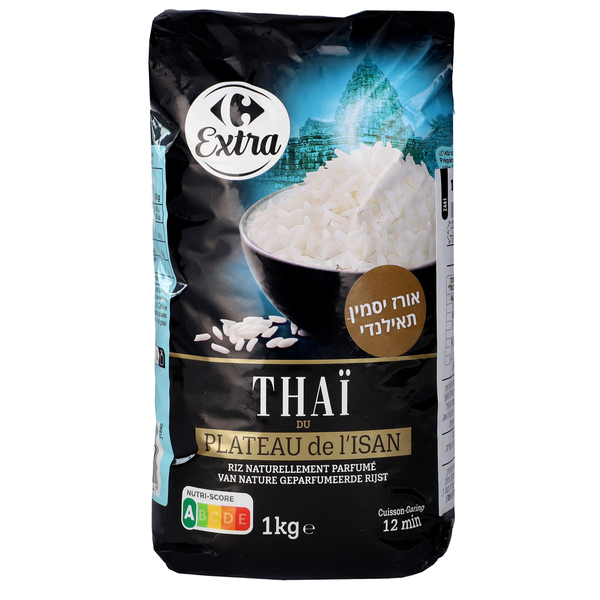 Extra
אורז יסמין
תאילנדי
THAÏ
DU
PLATEAU de l'ISAN
RIZ NATURELLEMENT PARFUMÉ
VAN NATURE GEPARFUMEERDE RIJST
NUTRI-SCORE
A B C D E
1kg e
Cuisson-Garing
12 min
2441